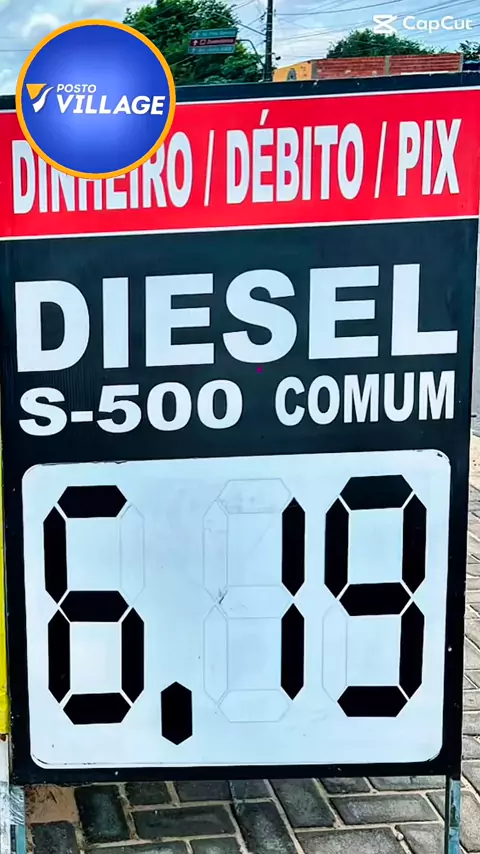 CapCut
POSTO
VILLAGE
DINHEIRO / DÉBITO / PIX
DIESEL
S-500 COMUM
6.19